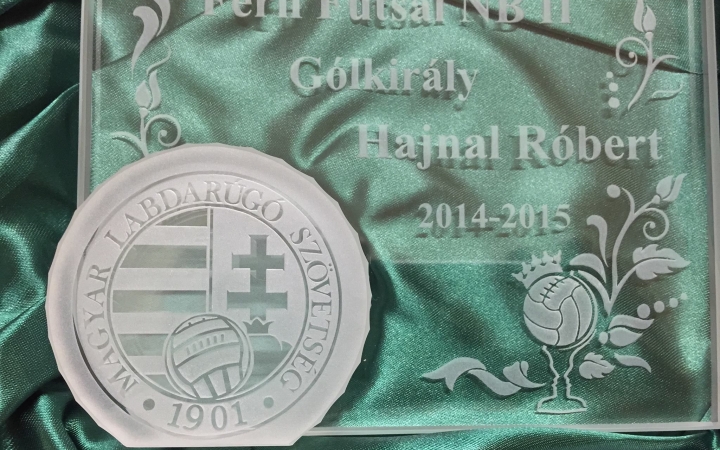 Férfi Futsal NB II
Gólkirály
Hajnal Róbert
2014-2015
MAGYAR LABDARÚGÓ SZÖVETSÉG
1901